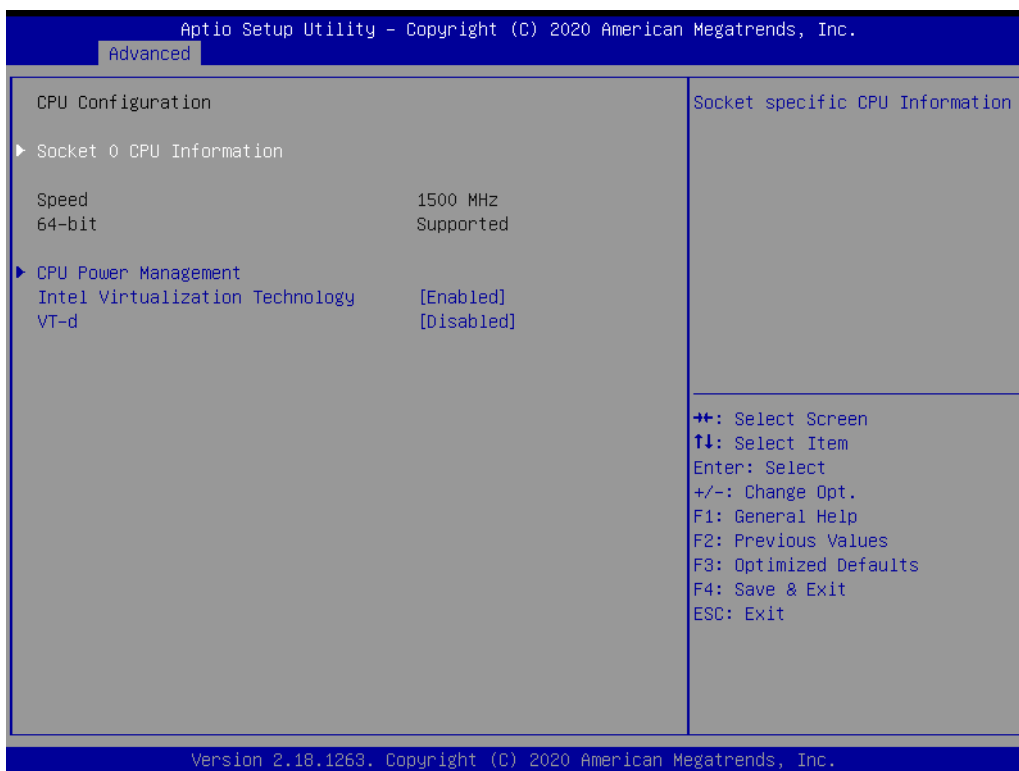 Aptio Setup Utility – Copyright (C) 2020 American Megatrends, Inc.
Advanced
CPU Configuration
▶ Socket 0 CPU Information
Speed 1500 MHz
64-bit Supported
▶ CPU Power Management
Intel Virtualization Technology [Enabled]
VT-d [Disabled]
Socket specific CPU Information
→←: Select Screen
↑↓: Select Item
Enter: Select
+/-: Change Opt.
F1: General Help
F2: Previous Values
F3: Optimized Defaults
F4: Save & Exit
ESC: Exit
Version 2.18.1263. Copyright (C) 2020 American Megatrends, Inc.